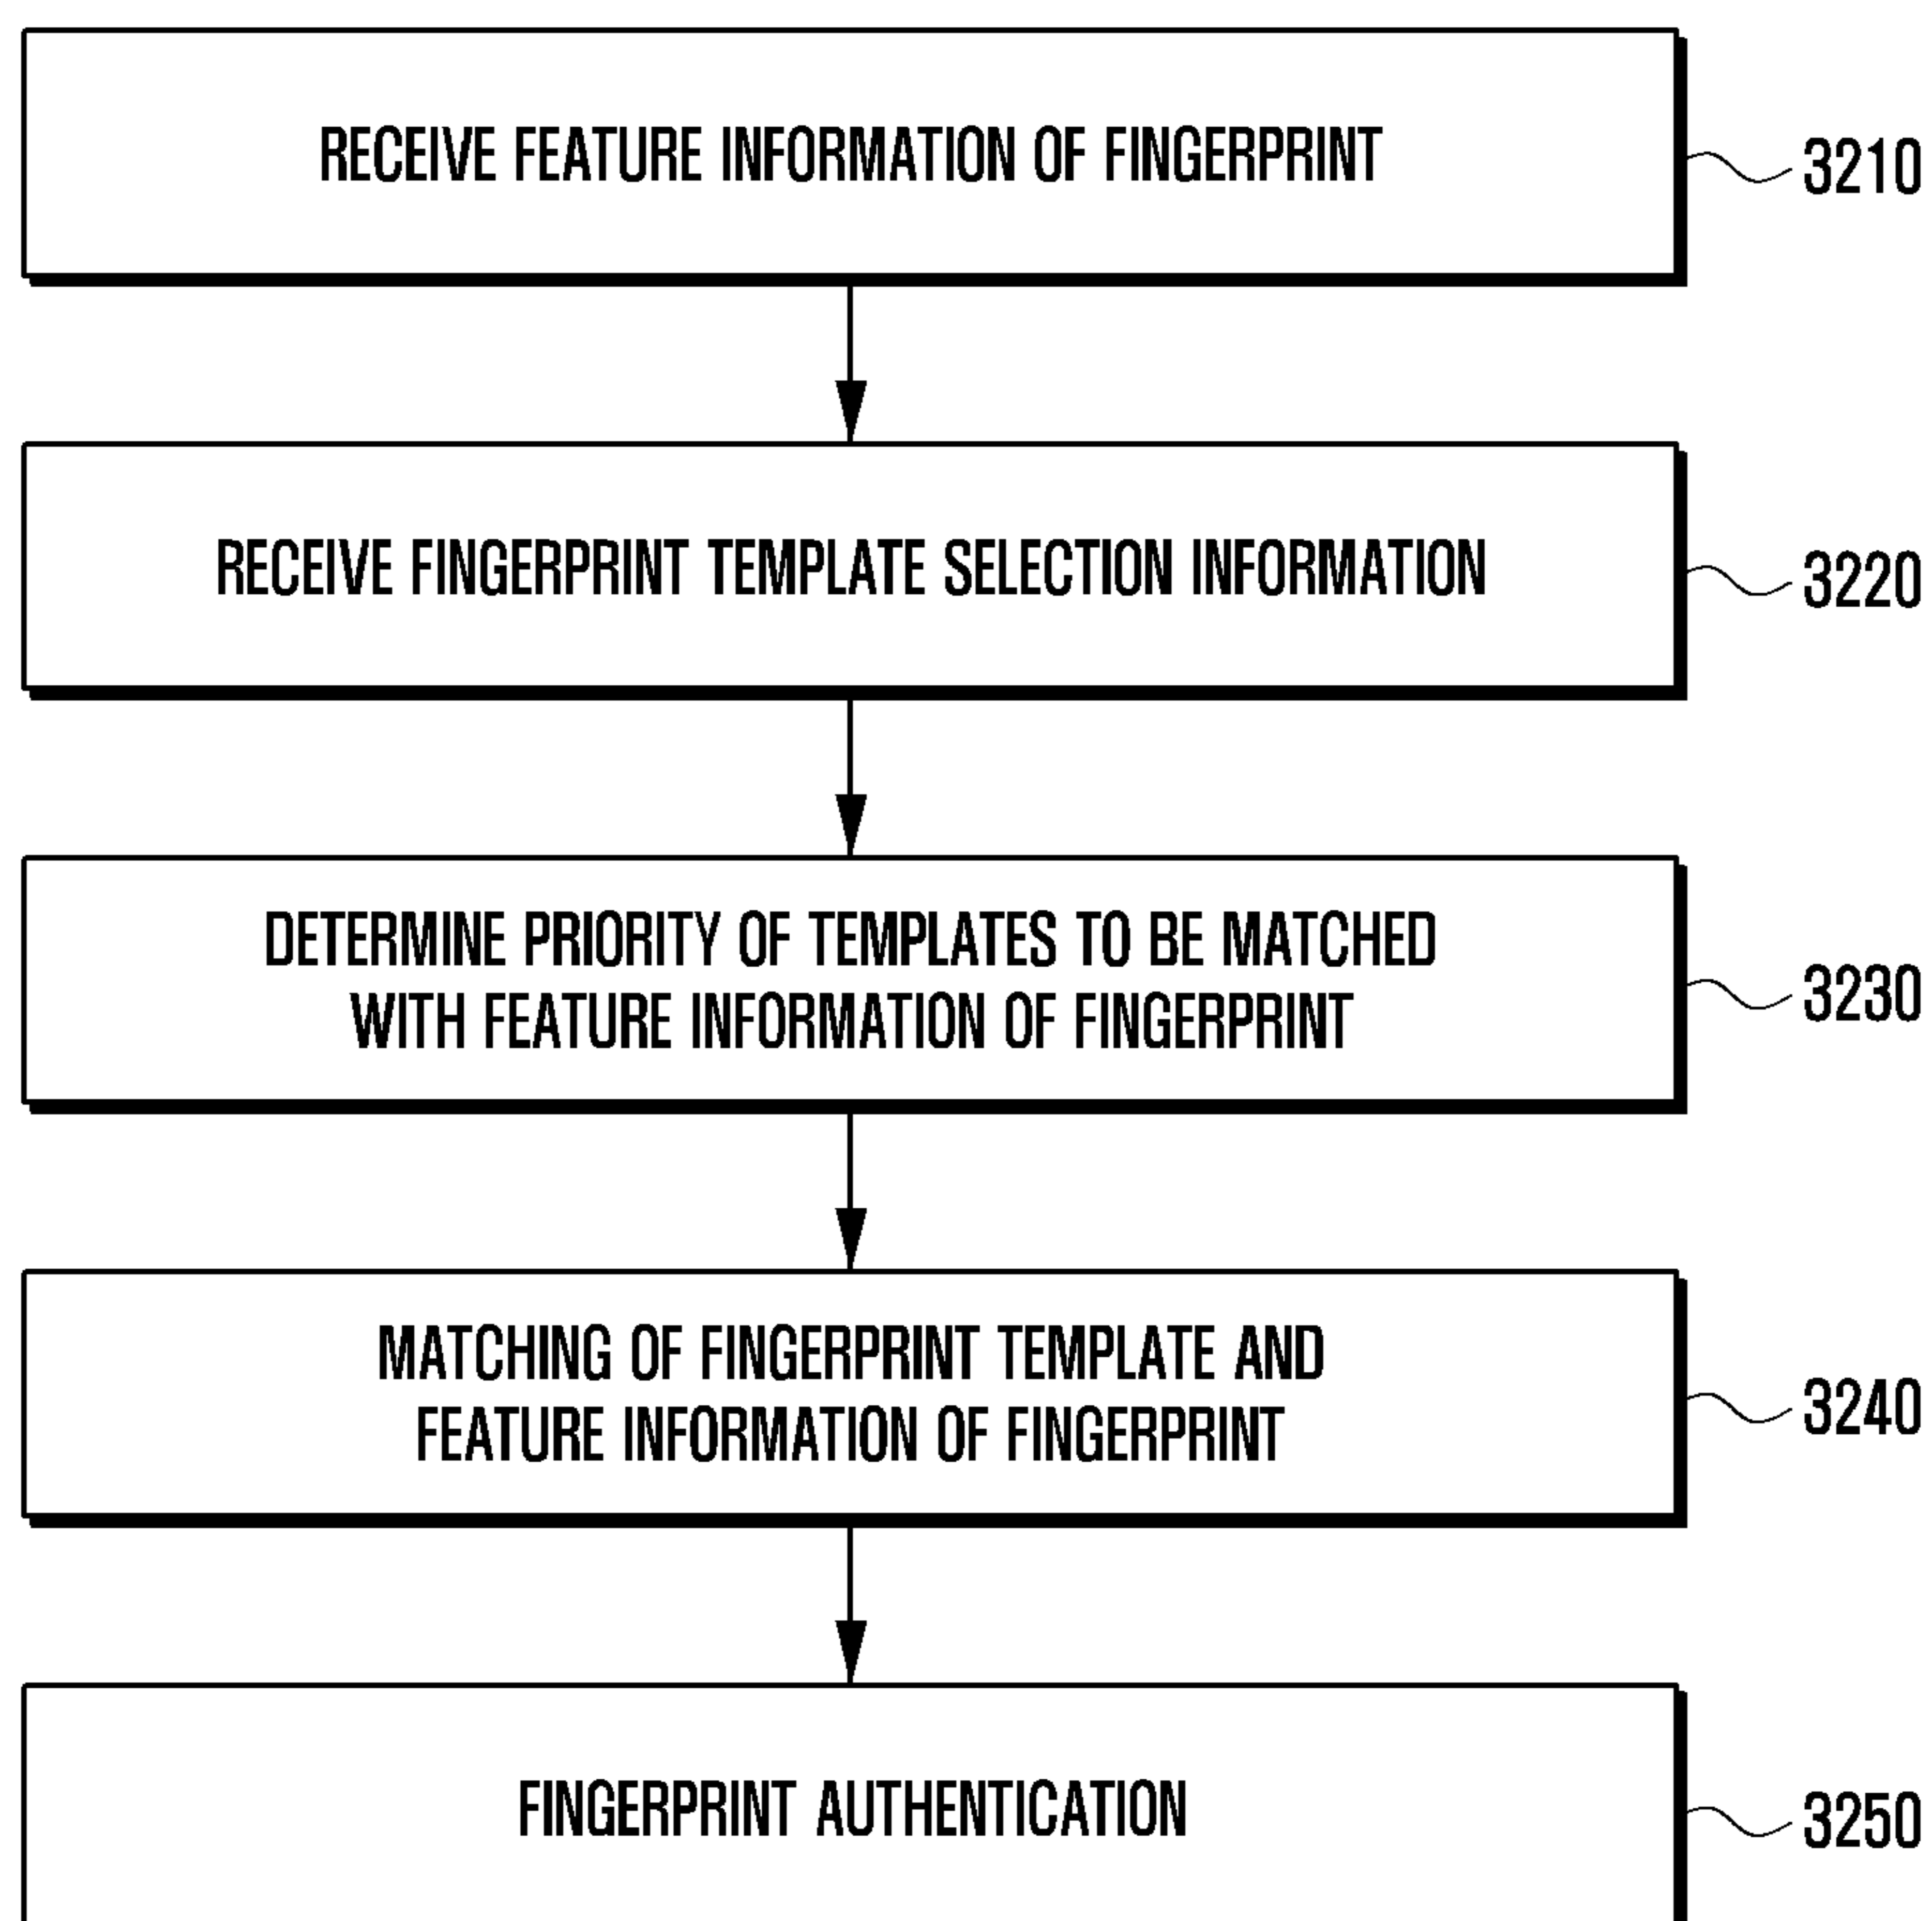 RECEIVE FEATURE INFORMATION OF FINGERPRINT
3210
RECEIVE FINGERPRINT TEMPLATE SELECTION INFORMATION
3220
DETERMINE PRIORITY OF TEMPLATES TO BE MATCHED
WITH FEATURE INFORMATION OF FINGERPRINT
3230
MATCHING OF FINGERPRINT TEMPLATE AND
FEATURE INFORMATION OF FINGERPRINT
3240
FINGERPRINT AUTHENTICATION
3250